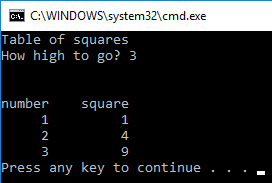 C:\WINDOWS\system32\cmd.exe
Table of squares
How high to go? 3
number    square
     1         1
     2         4
     3         9
Press any key to continue . . .